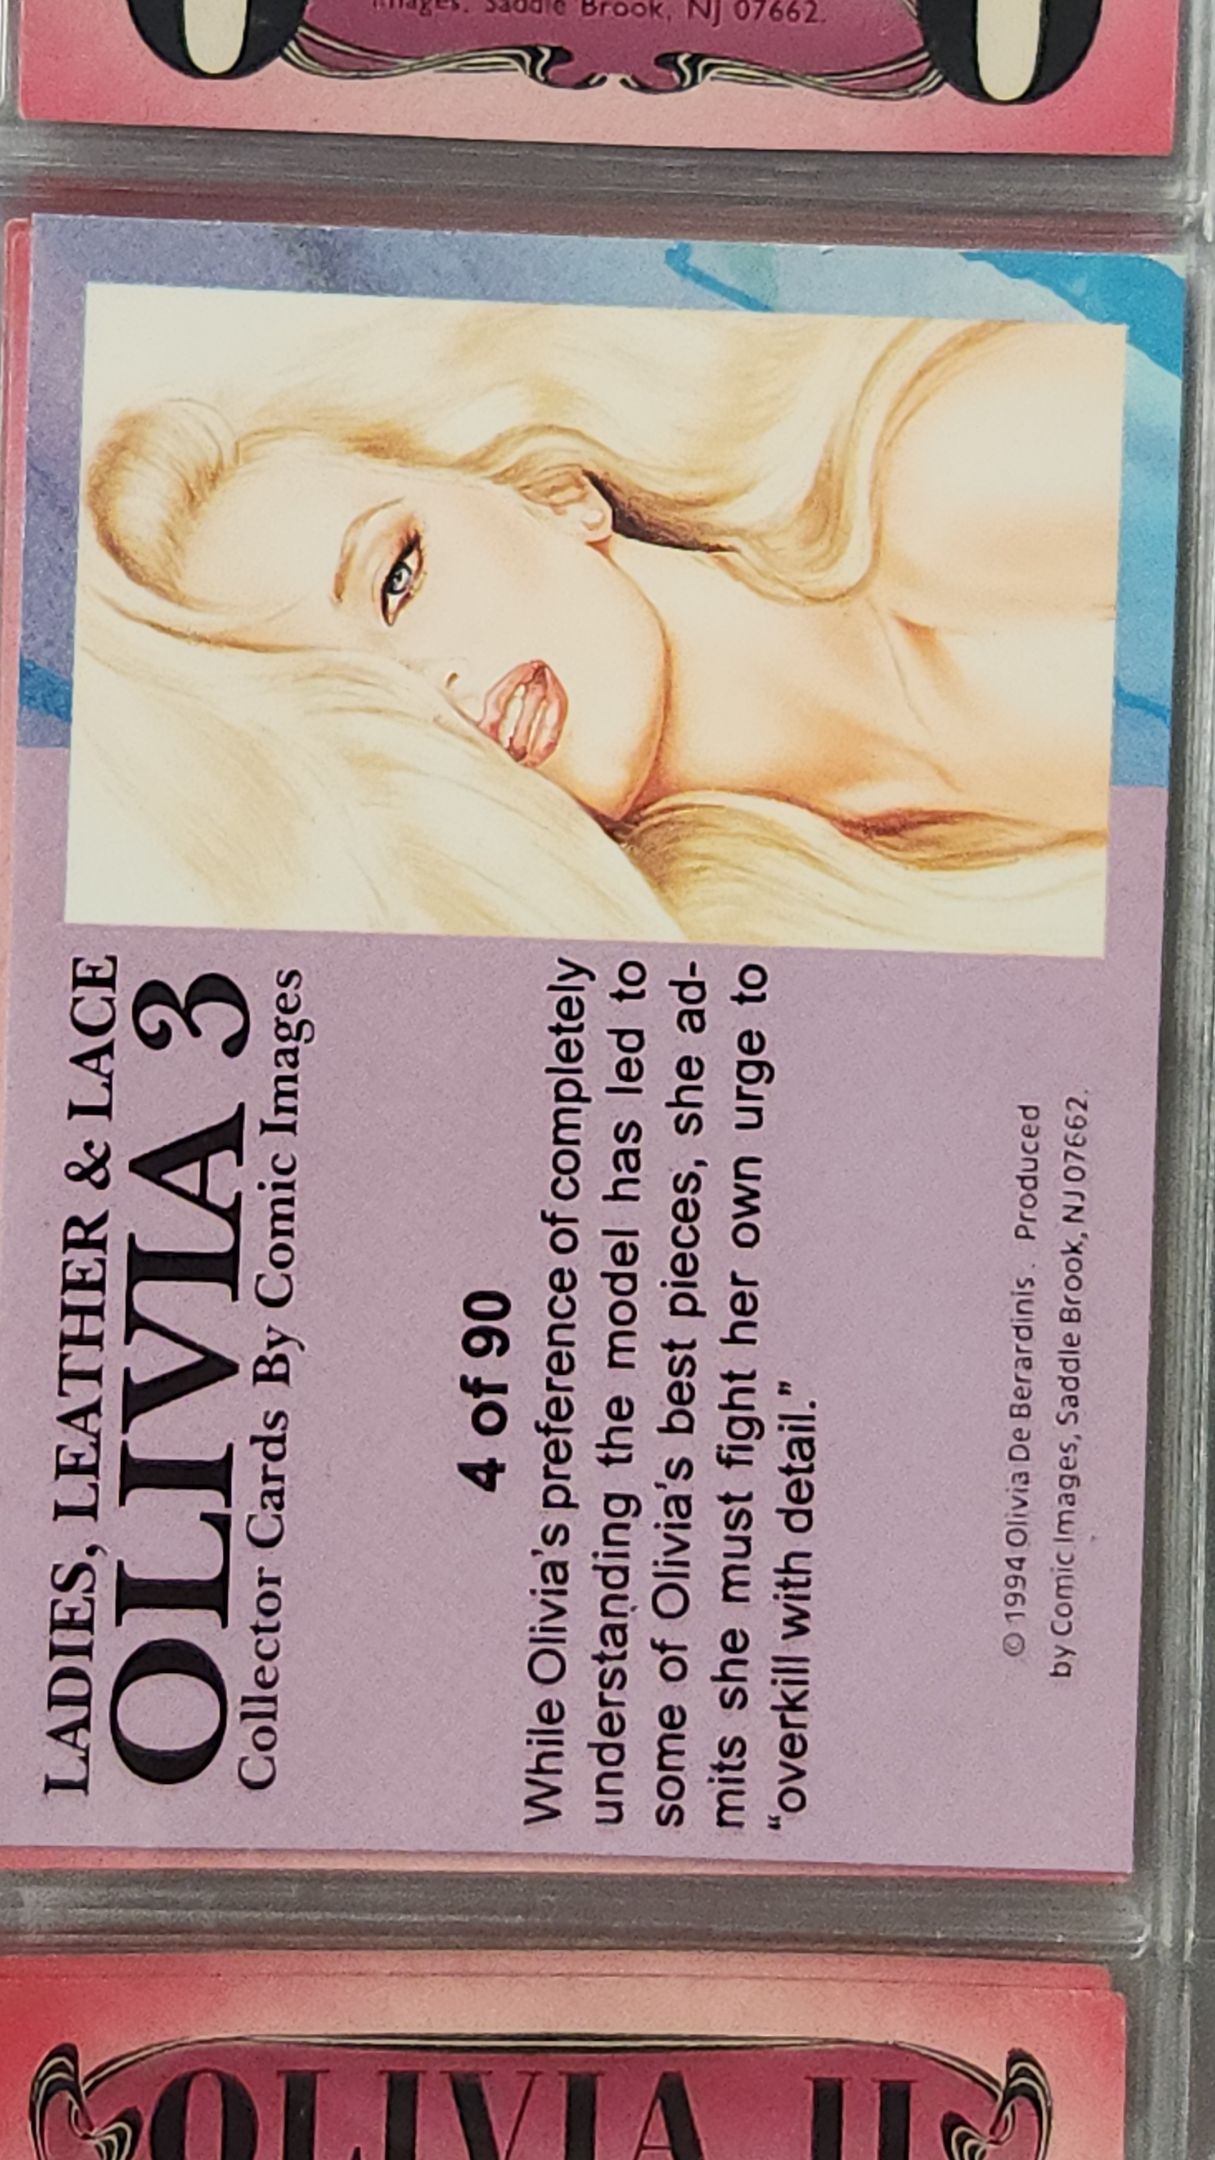 Images, Saddle Brook, NJ 07662.
LADIES, LEATHER & LACE
OLIVIA 3
Collector Cards By Comic Images
4 of 90
While Olivia's preference of completely
understanding the model has led to
some of Olivia's best pieces, she ad-
mits she must fight her own urge to
“overkill with detail.”
© 1994 Olivia De Berardinis . Produced
by Comic Images, Saddle Brook, NJ 07662.
OLIVIA II